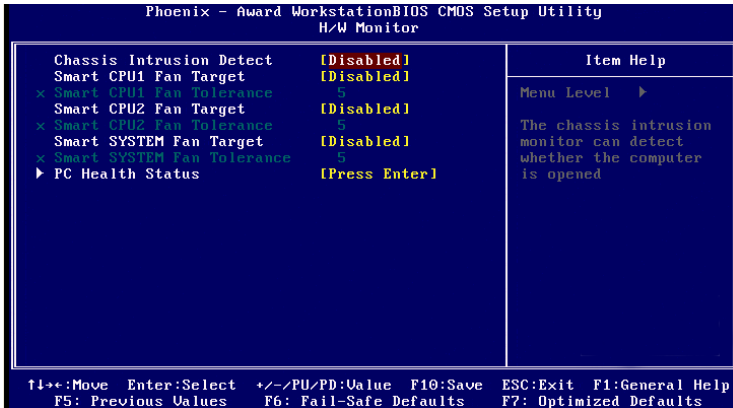 Phoenix - Award WorkstationBIOS CMOS Setup Utility
H/W Monitor
Chassis Intrusion Detect [Disabled]
Smart CPU1 Fan Target [Disabled]
x Smart CPU1 Fan Tolerance 5
Smart CPU2 Fan Target [Disabled]
x Smart CPU2 Fan Tolerance 5
Smart SYSTEM Fan Target [Disabled]
x Smart SYSTEM Fan Tolerance 5
▶ PC Health Status [Press Enter]
Item Help
Menu Level ▶
The chassis intrusion
monitor can detect
whether the computer
is opened
↑↓→←:Move Enter:Select +/-/PU/PD:Value F10:Save ESC:Exit F1:General Help
F5: Previous Values F6: Fail-Safe Defaults F7: Optimized Defaults